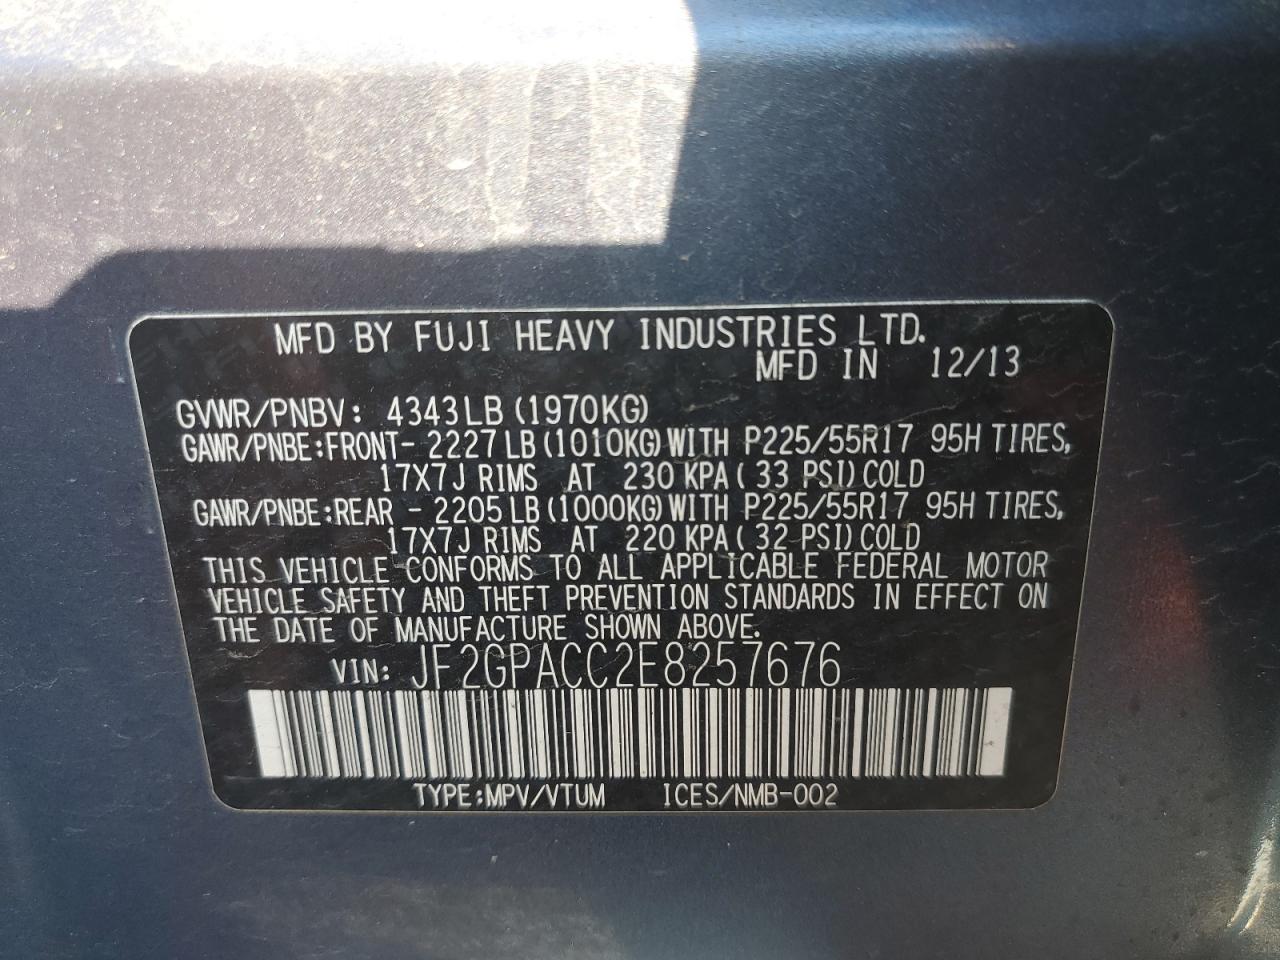 MFD BY FUJI HEAVY INDUSTRIES LTD.
MFD IN 12/13
GVWR/PNBV: 4343LB (1970KG)
GAWR/PNBE:FRONT- 2227LB (1010KG) WITH P225/55R17 95H TIRES,
17X7J RIMS AT 230 KPA ( 33 PSI) COLD
GAWR/PNBE:REAR - 2205LB (1000KG) WITH P225/55R17 95H TIRES,
17X7J RIMS AT 220 KPA ( 32 PSI) COLD
THIS VEHICLE CONFORMS TO ALL APPLICABLE FEDERAL MOTOR
VEHICLE SAFETY AND THEFT PREVENTION STANDARDS IN EFFECT ON
THE DATE OF MANUFACTURE SHOWN ABOVE.
VIN: JF2GPACC2E8257676
TYPE:MPV/VTUM ICES/NMB-002